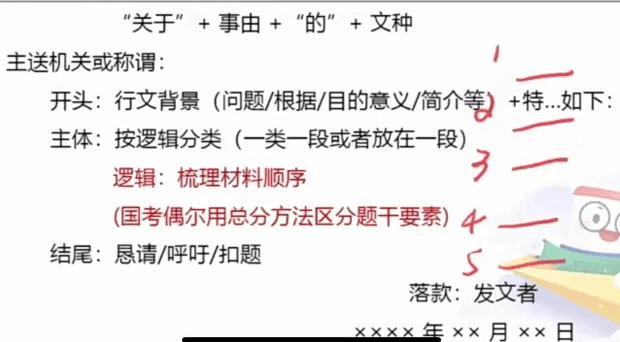 “关于” + 事由 + “的” + 文种
主送机关或称谓：
开头：行文背景（问题/根据/目的意义/简介等）+特...如下：
主体：按逻辑分类（一类一段或者放在一段）
逻辑：梳理材料顺序
(国考偶尔用总分方法区分题干要素)
结尾：恳请/呼吁/扣题
落款：发文者
×××× 年 ×× 月 ×× 日
1
2
3
4
5